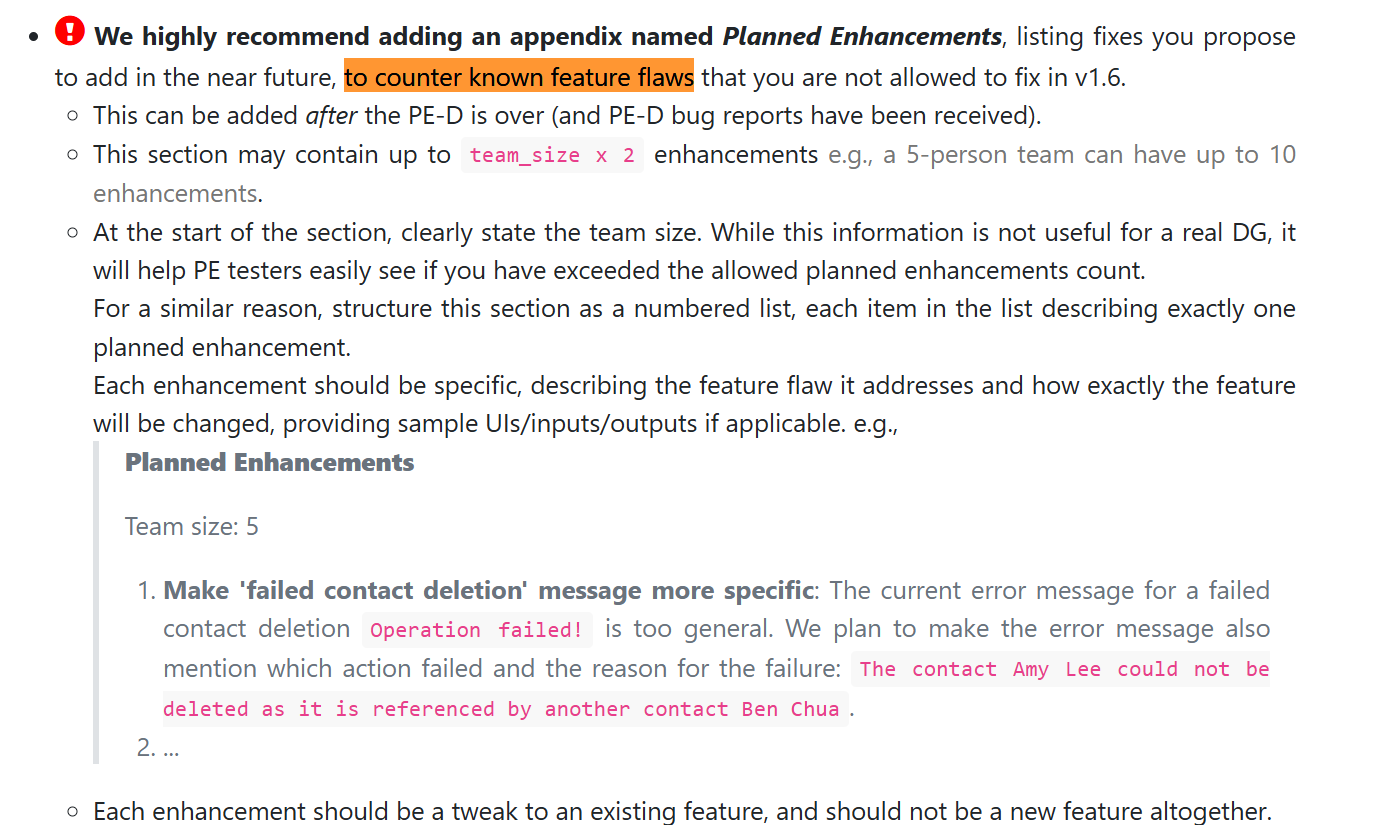 • ! We highly recommend adding an appendix named Planned Enhancements, listing fixes you propose
to add in the near future, to counter known feature flaws that you are not allowed to fix in v1.6.
◦ This can be added after the PE-D is over (and PE-D bug reports have been received).
◦ This section may contain up to team_size x 2 enhancements e.g., a 5-person team can have up to 10
enhancements.
◦ At the start of the section, clearly state the team size. While this information is not useful for a real DG, it
will help PE testers easily see if you have exceeded the allowed planned enhancements count.
For a similar reason, structure this section as a numbered list, each item in the list describing exactly one
planned enhancement.
Each enhancement should be specific, describing the feature flaw it addresses and how exactly the feature
will be changed, providing sample UIs/inputs/outputs if applicable. e.g.,
Planned Enhancements
Team size: 5
1. Make 'failed contact deletion' message more specific: The current error message for a failed
contact deletion Operation failed! is too general. We plan to make the error message also
mention which action failed and the reason for the failure: The contact Amy Lee could not be
deleted as it is referenced by another contact Ben Chua.
2. ...
◦ Each enhancement should be a tweak to an existing feature, and should not be a new feature altogether.